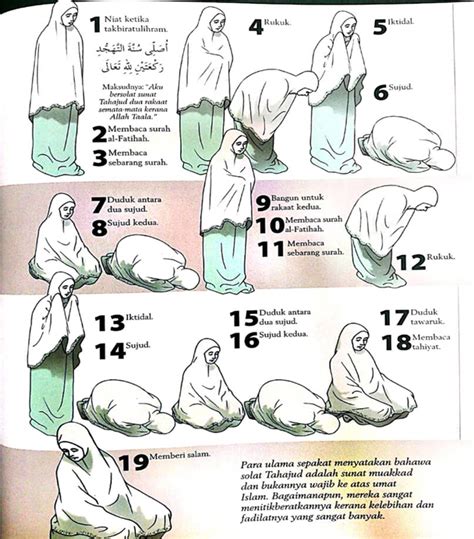 1 Niat ketika
takbiratulihram.
أُصَلِّى سُنَّةَ التَّهَجُّدِ
رَكْعَتَيْنِ لِلّٰهِ تَعَالَى
Maksudnya: "Aku
bersolat sunat
Tahajud dua rakaat
semata-mata kerana
Allah Taala."
2 Membaca surah
al-Fatihah.
3 Membaca
sebarang surah.
4 Rukuk.
5 Iktidal.
6 Sujud.
7 Duduk antara
dua sujud.
8 Sujud kedua.
9 Bangun untuk
rakaat kedua.
10 Membaca surah
al-Fatihah.
11 Membaca
sebarang surah.
12 Rukuk.
13 Iktidal.
14 Sujud.
15 Duduk antara
dua sujud.
16 Sujud kedua.
17 Duduk
tawaruk.
18 Membaca
tahiyat.
19 Memberi salam.
Para ulama sepakat menyatakan bahawa
solat Tahajud adalah sunat muakkad
dan bukannya wajib ke atas umat
Islam. Bagaimanapun, mereka sangat
menitikberatkannya kerana kelebihan dan
fadilatnya yang sangat banyak.